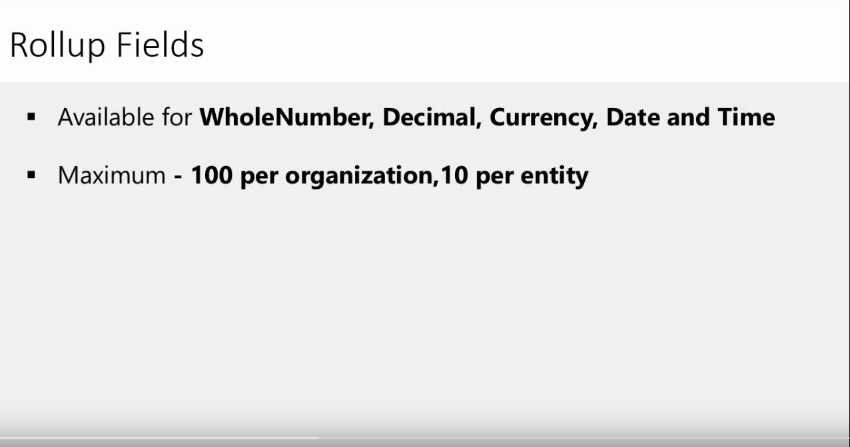 Rollup Fields
▪ Available for WholeNumber, Decimal, Currency, Date and Time
▪ Maximum - 100 per organization,10 per entity